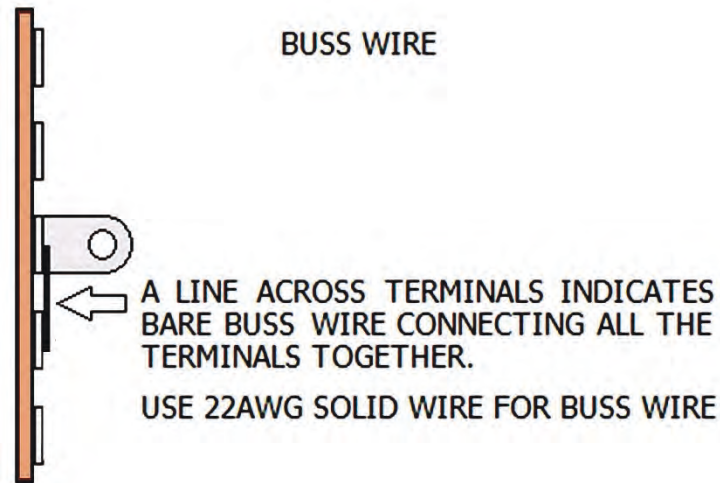 BUSS WIRE
A LINE ACROSS TERMINALS INDICATES
BARE BUSS WIRE CONNECTING ALL THE
TERMINALS TOGETHER.
USE 22AWG SOLID WIRE FOR BUSS WIRE